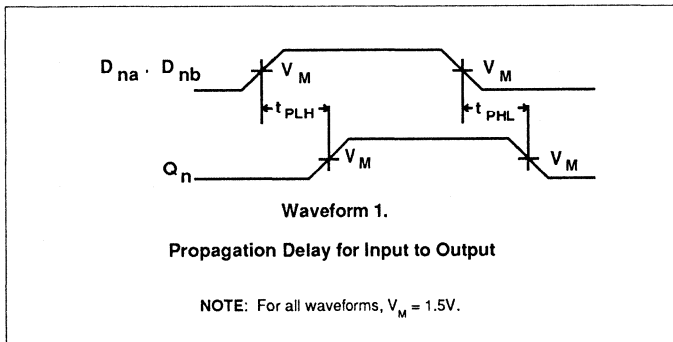 D na , D nb
V M
V M
t PLH
t PHL
Q n
V M
V M
Waveform 1.
Propagation Delay for Input to Output
NOTE: For all waveforms, V M = 1.5V.